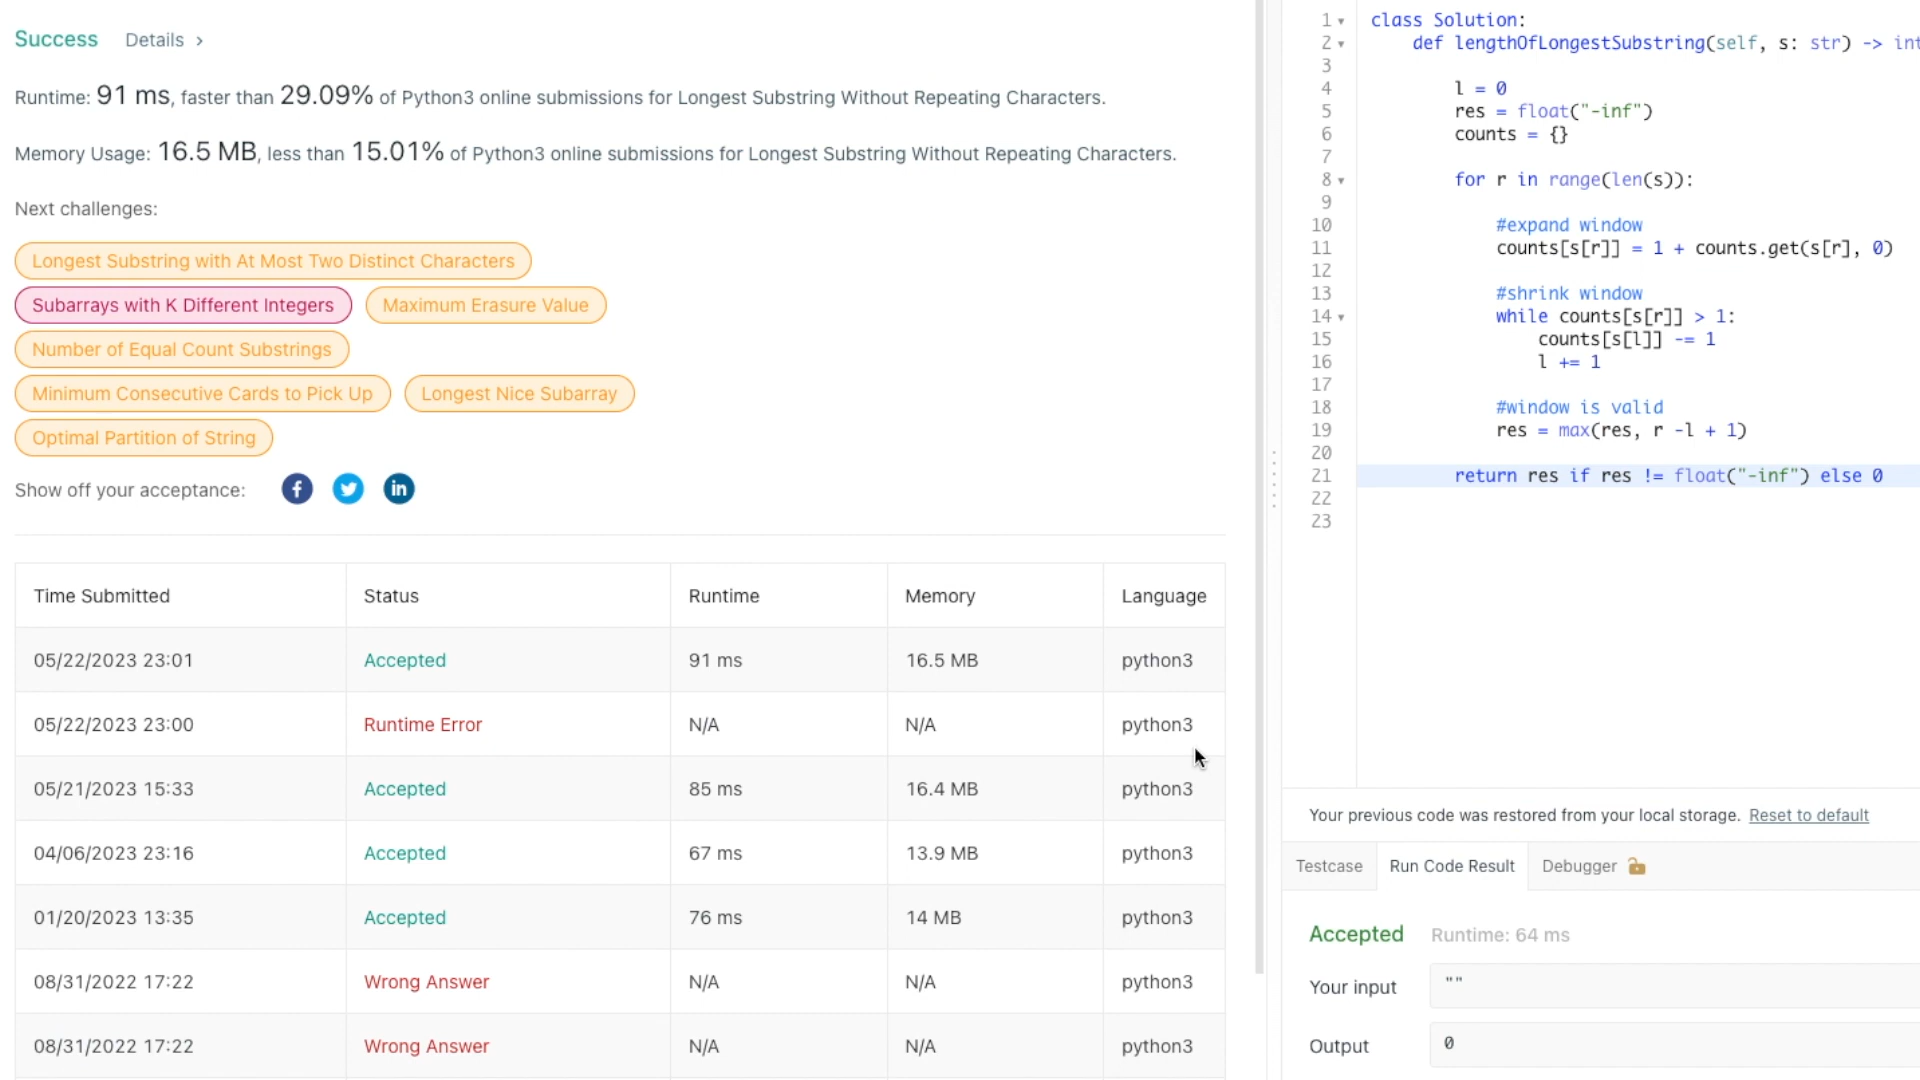 Success Details >
Runtime: 91 ms, faster than 29.09% of Python3 online submissions for Longest Substring Without Repeating Characters.
Memory Usage: 16.5 MB, less than 15.01% of Python3 online submissions for Longest Substring Without Repeating Characters.
Next challenges:
Longest Substring with At Most Two Distinct Characters
Subarrays with K Different Integers Maximum Erasure Value
Number of Equal Count Substrings
Minimum Consecutive Cards to Pick Up Longest Nice Subarray
Optimal Partition of String
Show off your acceptance:
Time Submitted Status Runtime Memory Language
05/22/2023 23:01 Accepted 91 ms 16.5 MB python3
05/22/2023 23:00 Runtime Error N/A N/A python3
05/21/2023 15:33 Accepted 85 ms 16.4 MB python3
04/06/2023 23:16 Accepted 67 ms 13.9 MB python3
01/20/2023 13:35 Accepted 76 ms 14 MB python3
08/31/2022 17:22 Wrong Answer N/A N/A python3
08/31/2022 17:22 Wrong Answer N/A N/A python3
1 class Solution:
2 def lengthOfLongestSubstring(self, s: str) -> int
3
4 l = 0
5 res = float("-inf")
6 counts = {}
7
8 for r in range(len(s)):
9
10 #expand window
11 counts[s[r]] = 1 + counts.get(s[r], 0)
12
13 #shrink window
14 while counts[s[r]] > 1:
15 counts[s[l]] -= 1
16 l += 1
17
18 #window is valid
19 res = max(res, r -l + 1)
20
21 return res if res != float("-inf") else 0
22
23
Your previous code was restored from your local storage. Reset to default
Testcase Run Code Result Debugger
Accepted Runtime: 64 ms
Your input ""
Output 0